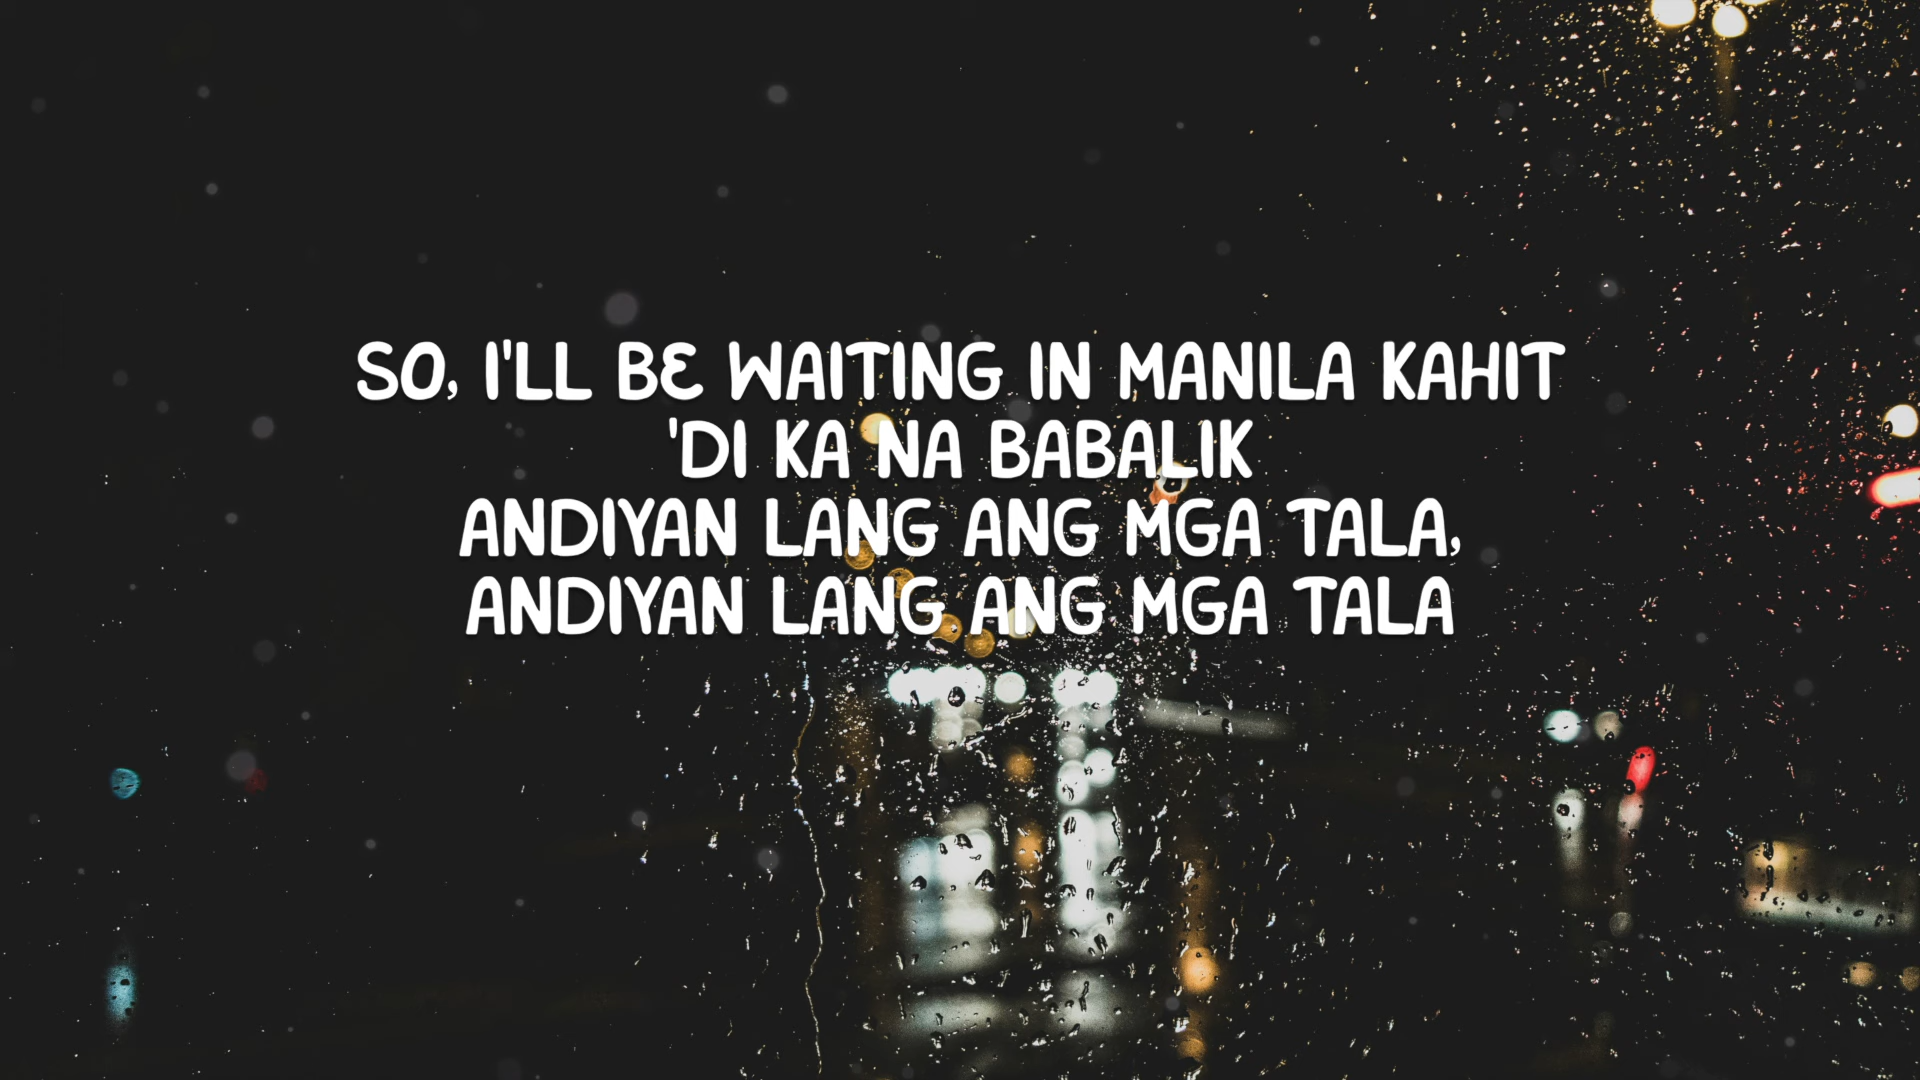 SO, I'LL BE WAITING IN MANILA KAHIT
'DI KA NA BABALIK
ANDIYAN LANG ANG MGA TALA,
ANDIYAN LANG ANG MGA TALA